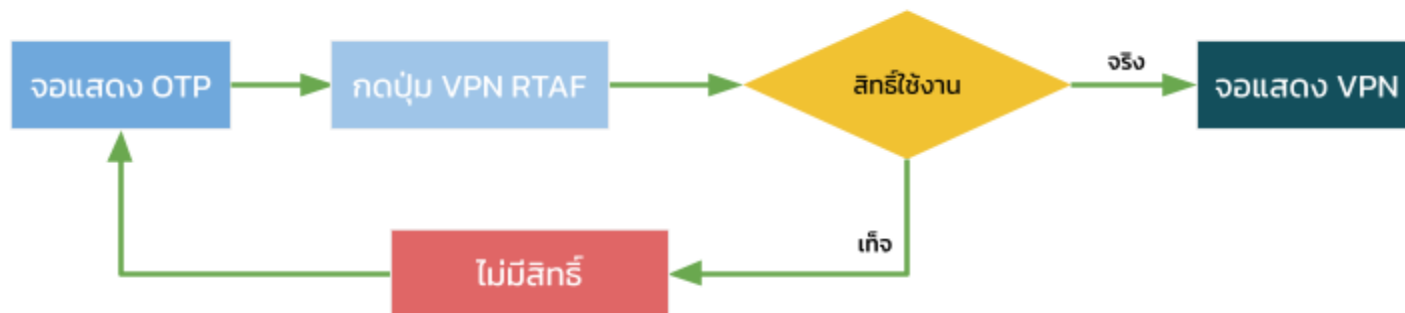 จอแสดง OTP
กดปุ่ม VPN RTAF
สิทธิ์ใช้งาน
จริง
จอแสดง VPN
เท็จ
ไม่มีสิทธิ์